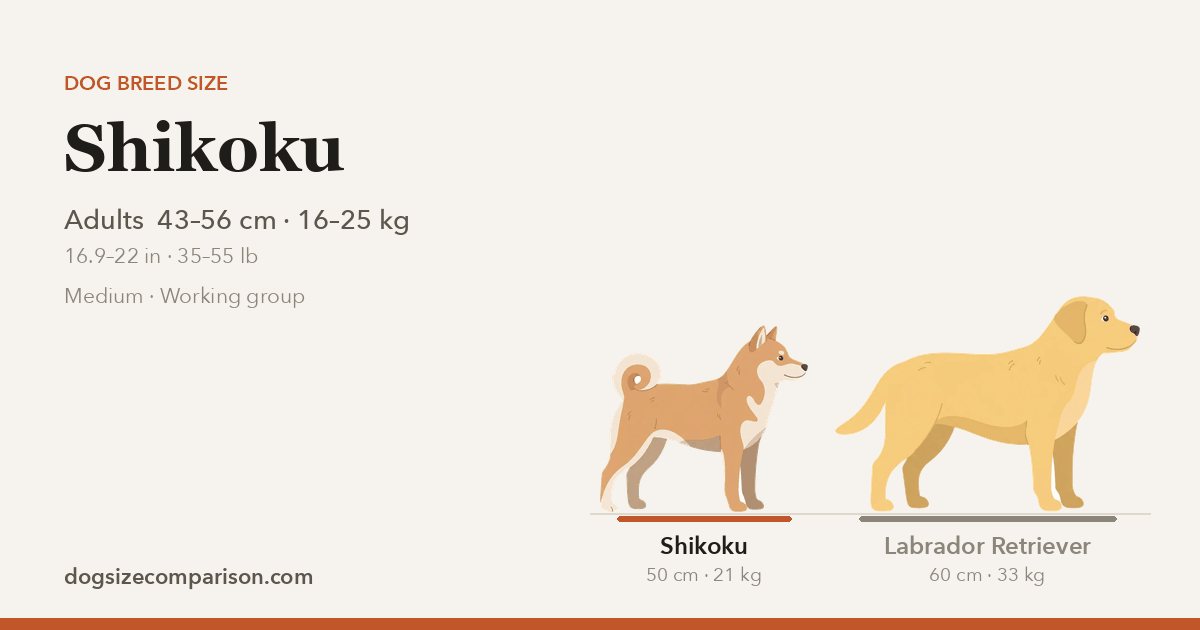 DOG BREED SIZE
Shikoku
Adults 43–56 cm · 16–25 kg
16.9–22 in · 35–55 lb
Medium · Working group
Shikoku
50 cm · 21 kg
Labrador Retriever
60 cm · 33 kg
dogsizecomparison.com